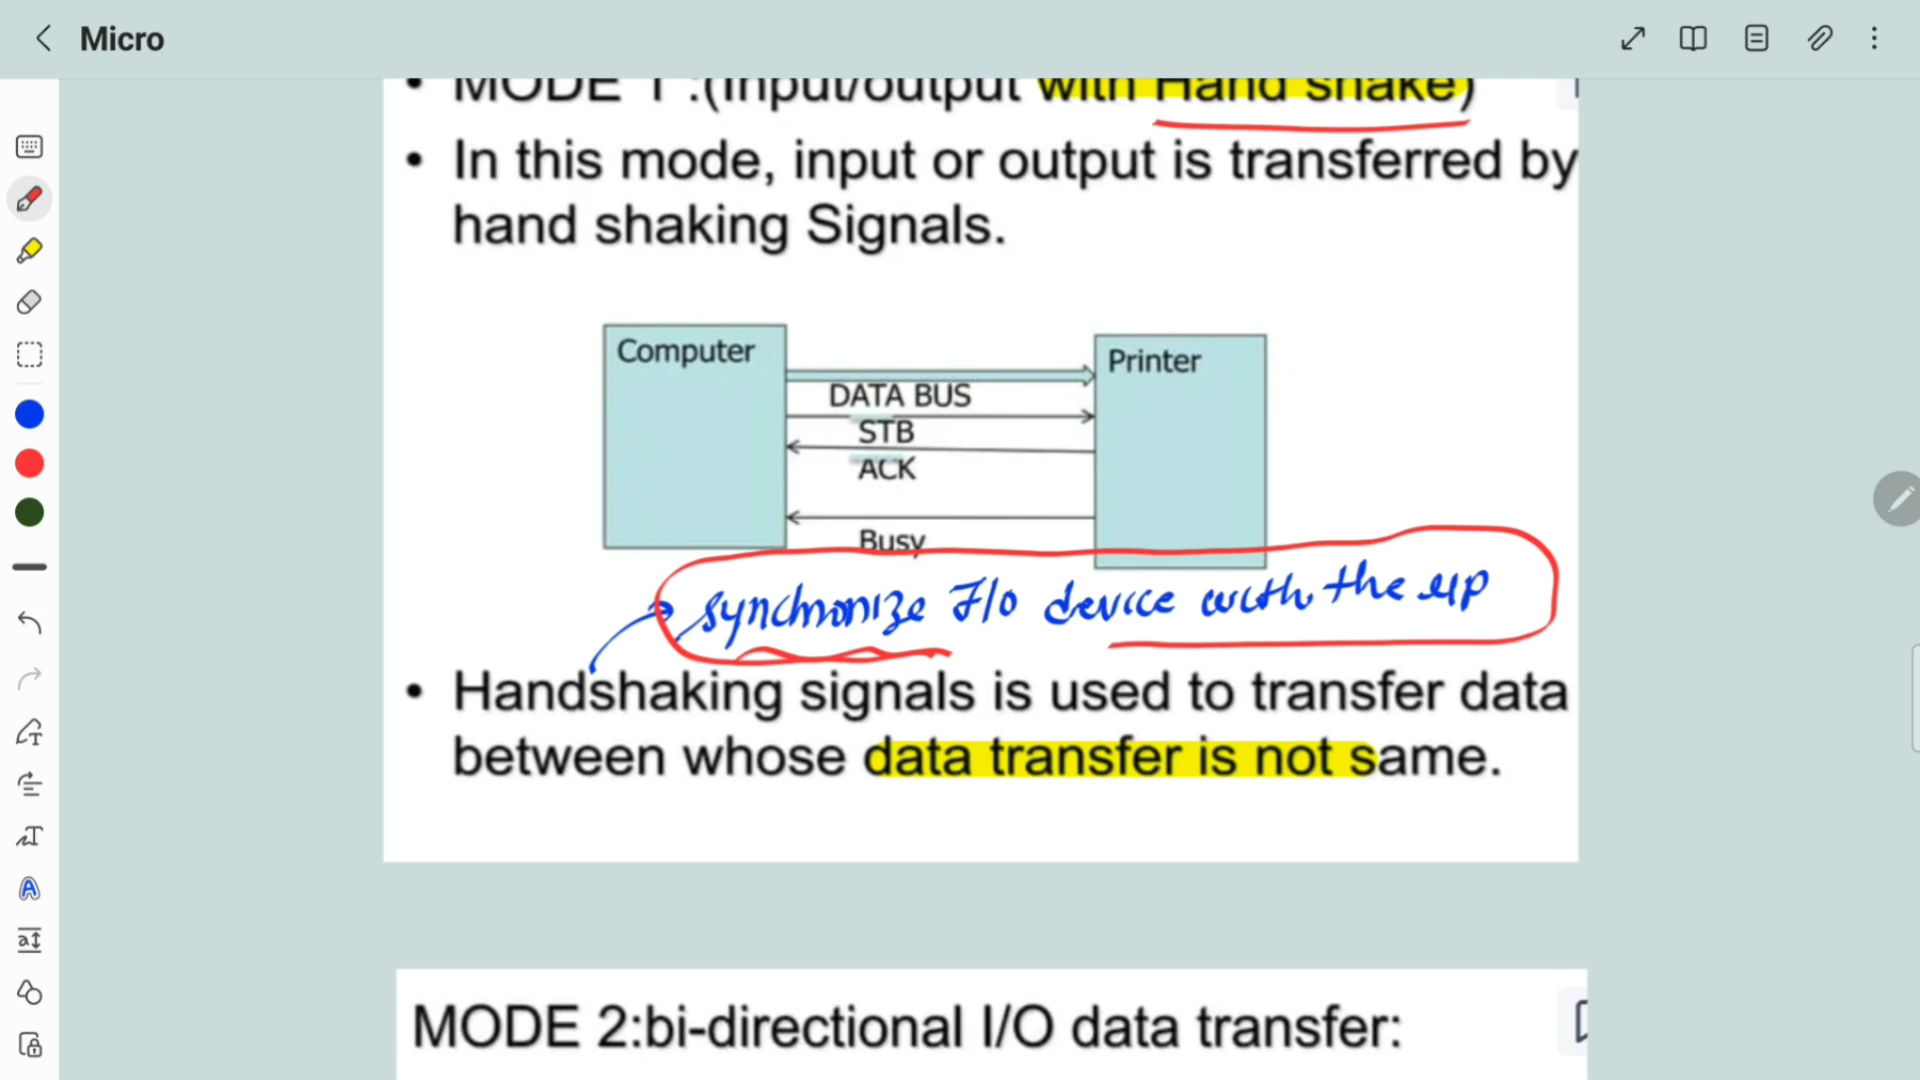 Micro
• MODE 1 :(Input/output with Hand shake)
• In this mode, input or output is transferred by
hand shaking Signals.
Computer
Printer
DATA BUS
STB
ACK
Busy
synchronize I/o device with the μp
• Handshaking signals is used to transfer data
between whose data transfer is not same.
MODE 2:bi-directional I/O data transfer: